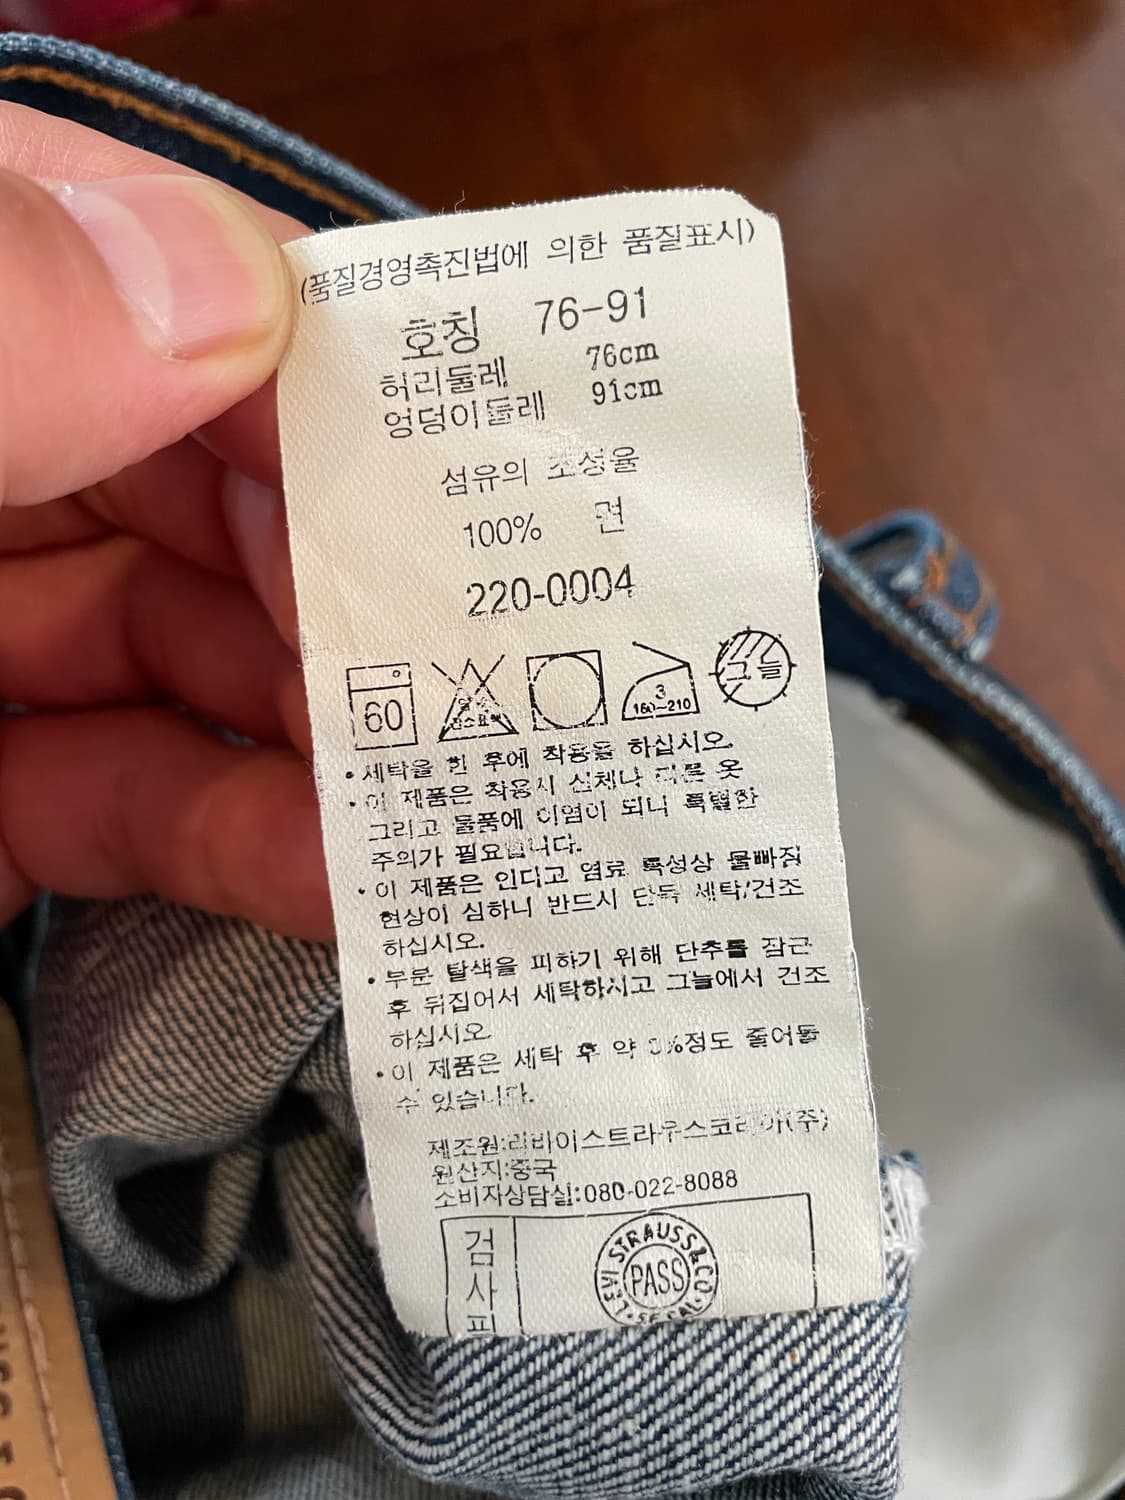 (품질경영촉진법에 의한 품질표시)
호칭 76-91
허리둘레 76cm
엉덩이둘레 91cm
섬유의 조성율
100% 면
220-0004
60
3
160~210
그늘
• 세탁을 한 후에 착용을 하십시오.
• 이 제품은 착용시 신체나 다른 옷
그리고 물품에 이염이 되니 특별한
주의가 필요합니다.
• 이 제품은 인디고 염료 특성상 물빠짐
현상이 심하니 반드시 단독 세탁/건조
하십시오.
• 부분 탈색을 피하기 위해 단추를 잠근
후 뒤집어서 세탁하시고 그늘에서 건조
하십시오.
• 이 제품은 세탁 후 약 정도 줄어들
수 있습니다.
제조원:리바이스트라우스코리아(주)
원산지:중국
소비자상담실:080-022-8088
검사필
LEVI STRAUSS & CO.
PASS